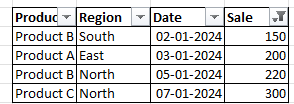 Produc Region Date Sale
Product B South 02-01-2024 150
Product A East 03-01-2024 200
Product B North 05-01-2024 220
Product C North 07-01-2024 300